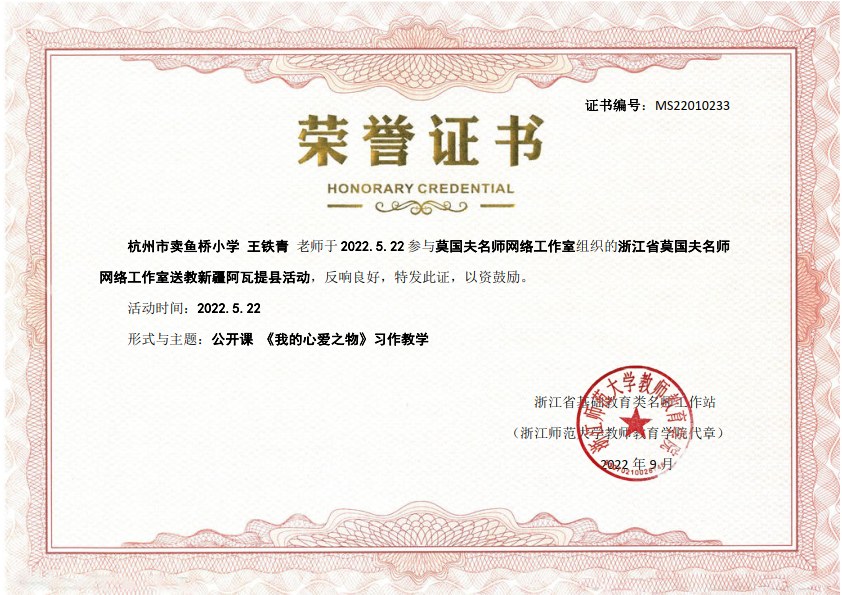 证书编号：MS22010233
荣誉证书
HONORARY CREDENTIAL
杭州市卖鱼桥小学 王铁青 老师于 2022.5.22 参与莫国夫名师网络工作室组织的浙江省莫国夫名师
网络工作室送教新疆阿瓦提县活动，反响良好，特发此证，以资鼓励。
活动时间：2022.5.22
形式与主题：公开课 《我的心爱之物》习作教学
浙江省基础教育类名师工作站
（浙江师范大学教师教育学院代章）
2022 年 9 月
浙江师范大学教师教育学院